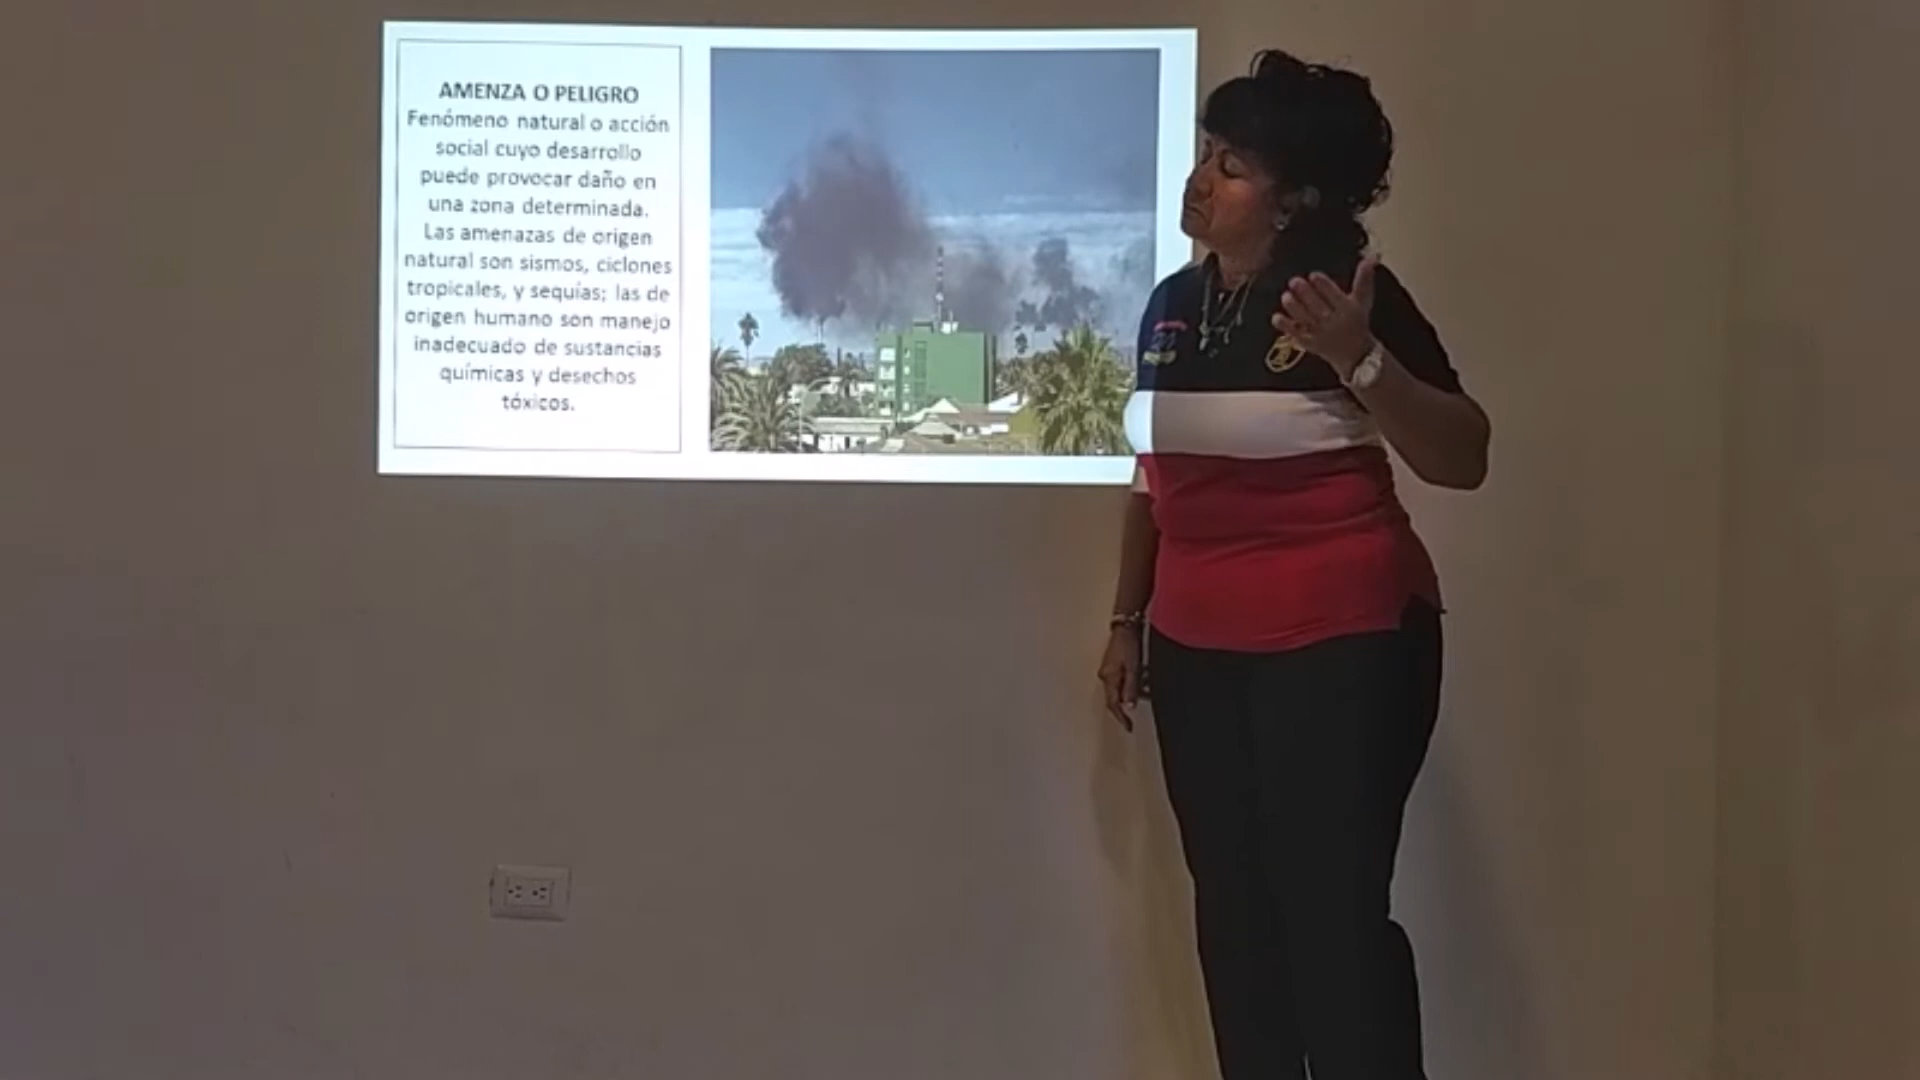 AMENZA O PELIGRO
Fenómeno natural o acción
social cuyo desarrollo
puede provocar daño en
una zona determinada.
Las amenazas de origen
natural son sismos, ciclones
tropicales, y sequías; las de
origen humano son manejo
inadecuado de sustancias
químicas y desechos
tóxicos.